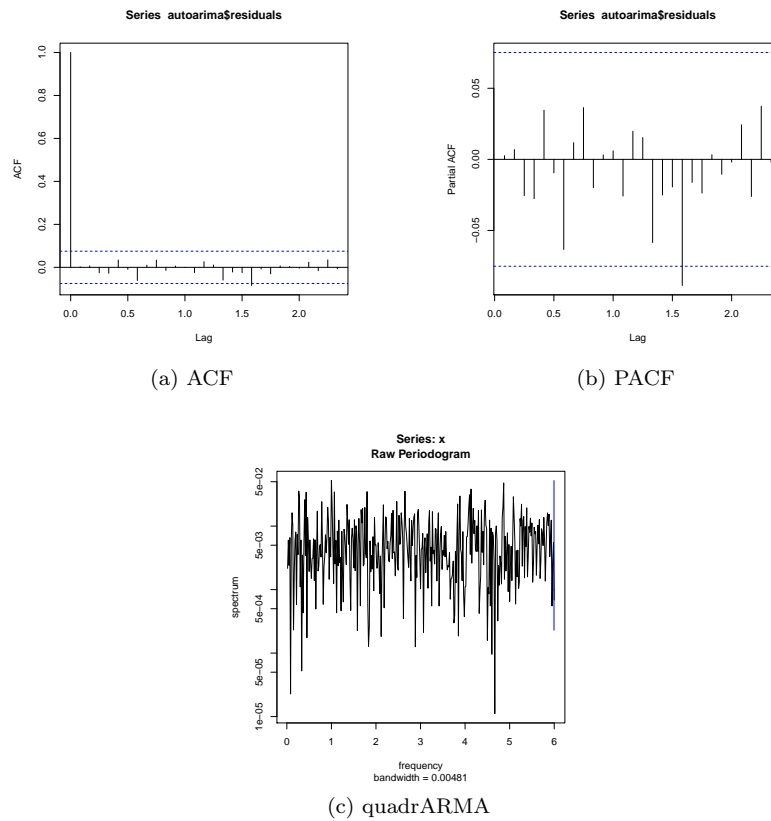 Series autoarima$residuals
ACF
1.0
0.8
0.6
0.4
0.2
0.0
0.0 0.5 1.0 1.5 2.0
Lag
(a) ACF
Series autoarima$residuals
Partial ACF
0.05
0.00
−0.05
0.0 0.5 1.0 1.5 2.0
Lag
(b) PACF
Series: x
Raw Periodogram
spectrum
5e−02
5e−03
5e−04
5e−05
1e−05
0 1 2 3 4 5 6
frequency
bandwidth = 0.00481
(c) quadrARMA